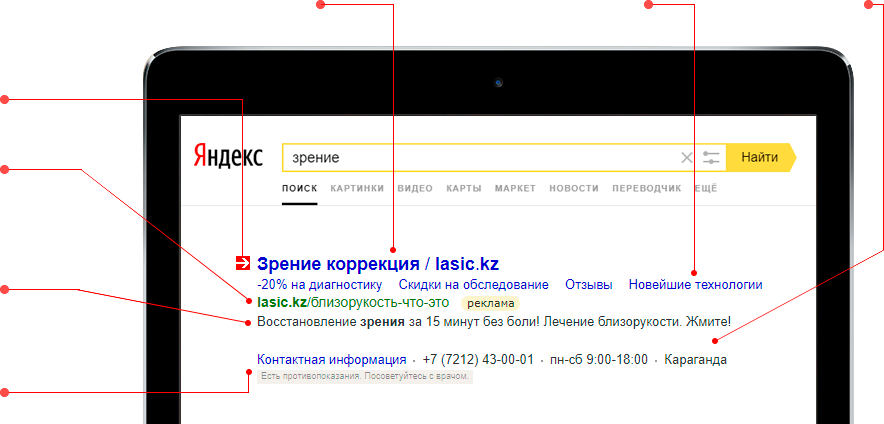 Яндекс зрение Найти
ПОИСК КАРТИНКИ ВИДЕО КАРТЫ МАРКЕТ НОВОСТИ ПЕРЕВОДЧИК ЕЩЁ
Зрение коррекция / lasic.kz
-20% на диагностику Скидки на обследование Отзывы Новейшие технологии
lasic.kz/близорукость-что-это реклама
Восстановление зрения за 15 минут без боли! Лечение близорукости. Жмите!
Контактная информация · +7 (7212) 43-00-01 · пн-сб 9:00-18:00 · Караганда
Есть противопоказания. Посоветуйтесь с врачом.